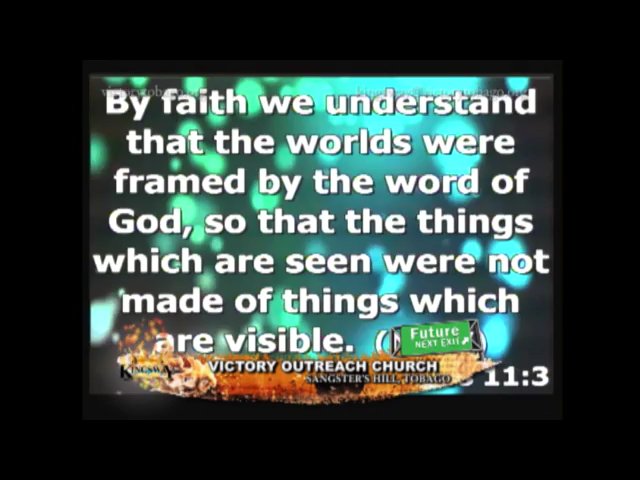 By faith we understand
that the worlds were
framed by the word of
God, so that the things
which are seen were not
made of things which
are visible. (
Future
NEXT EXIT
VICTORY OUTREACH CHURCH
KINGSWAY
SANGSTER'S HILL, TOBAGO
11:3